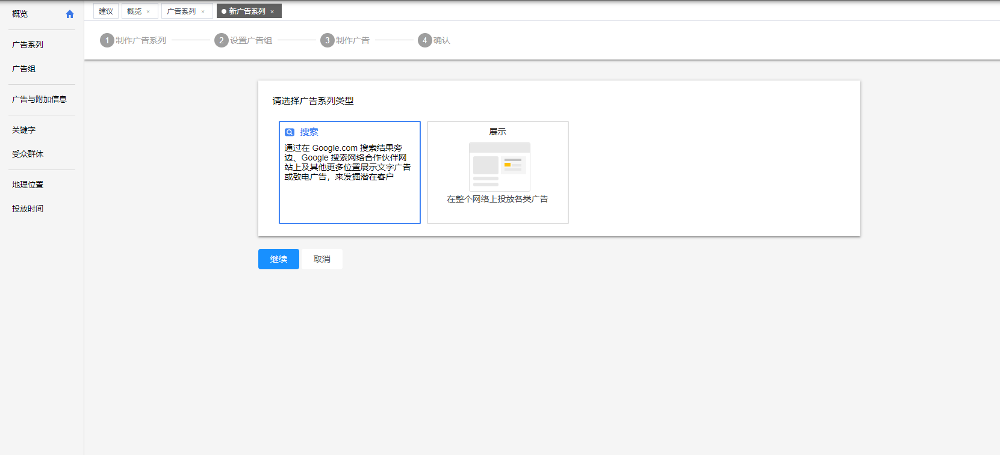 概览
建议
概览 ×
广告系列 ×
新广告系列 ×
1 制作广告系列
2 设置广告组
3 制作广告
4 确认
广告系列
广告组
广告与附加信息
关键字
受众群体
地理位置
投放时间
请选择广告系列类型
搜索
通过在 Google.com 搜索结果旁
边、Google 搜索网络合作伙伴网
站上及其他更多位置展示文字广告
或致电广告，来发掘潜在客户
展示
在整个网络上投放各类广告
继续
取消